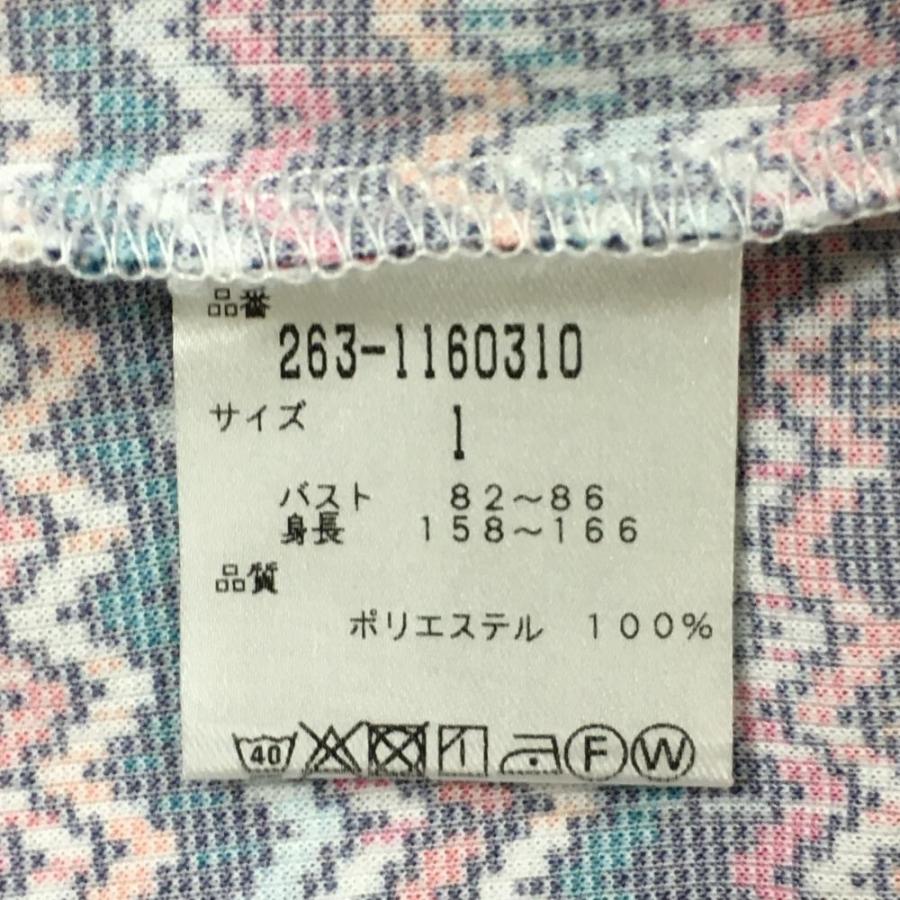 品番
263-1160310
サイズ 1
バスト 82~86
身長 158~166
品質
ポリエステル 100%
40 F W